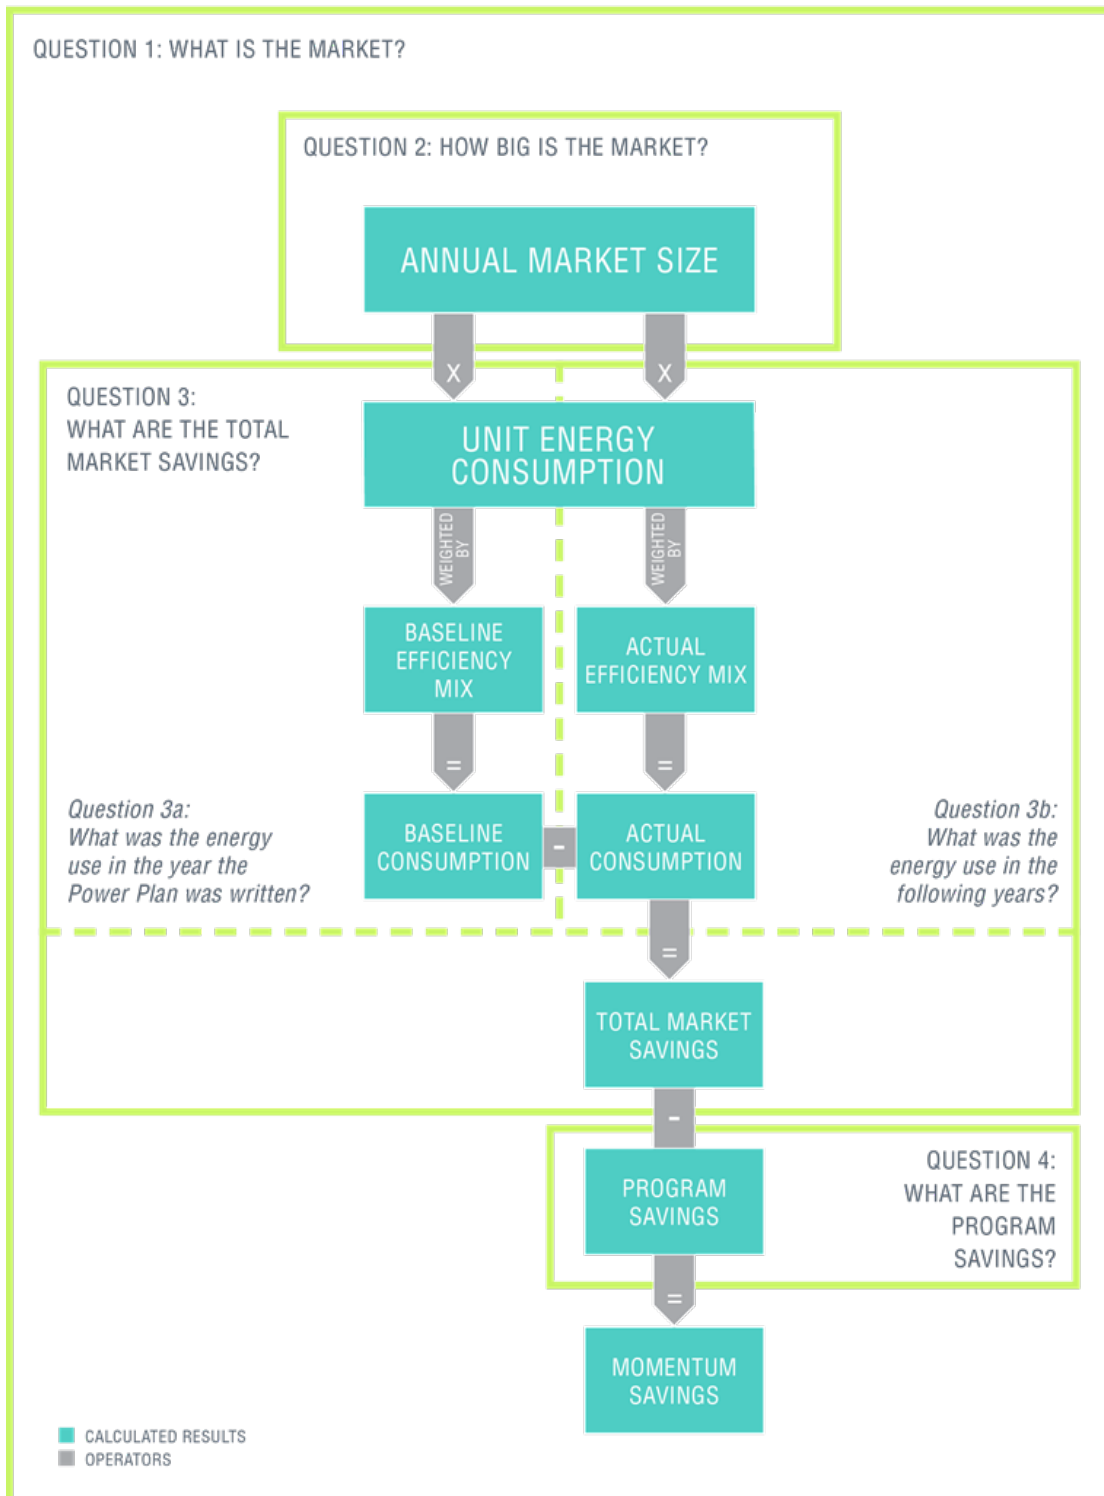 QUESTION 1: WHAT IS THE MARKET?
QUESTION 2: HOW BIG IS THE MARKET?
ANNUAL MARKET SIZE
X
X
QUESTION 3:
WHAT ARE THE TOTAL
MARKET SAVINGS?
UNIT ENERGY
CONSUMPTION
WEIGHTED
BY
WEIGHTED
BY
BASELINE
EFFICIENCY
MIX
ACTUAL
EFFICIENCY MIX
=
=
Question 3a:
What was the energy
use in the year the
Power Plan was written?
BASELINE
CONSUMPTION
-
ACTUAL
CONSUMPTION
Question 3b:
What was the
energy use in the
following years?
=
TOTAL MARKET
SAVINGS
-
PROGRAM
SAVINGS
QUESTION 4:
WHAT ARE THE
PROGRAM
SAVINGS?
=
MOMENTUM
SAVINGS
CALCULATED RESULTS
OPERATORS